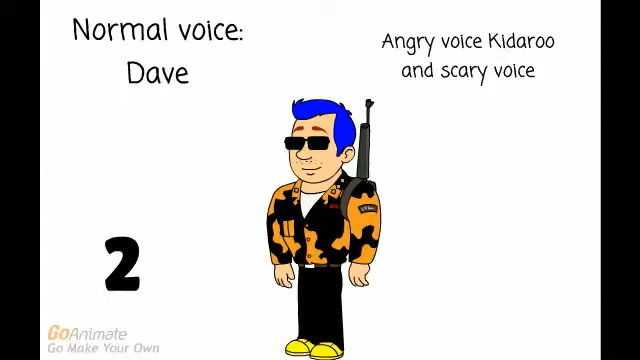 Normal voice:
Dave
Angry voice Kidaroo
and scary voice
2
GoAnimate
Go Make Your Own